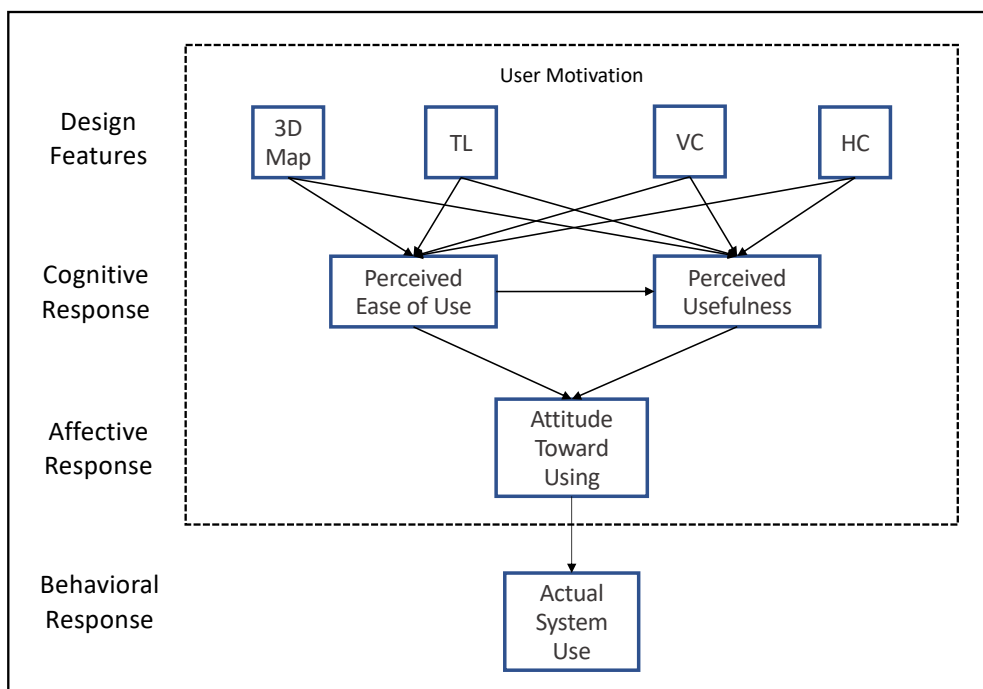 User Motivation
Design
Features
3D
Map
TL
VC
HC
Cognitive
Response
Perceived
Ease of Use
Perceived
Usefulness
Affective
Response
Attitude
Toward
Using
Behavioral
Response
Actual
System
Use